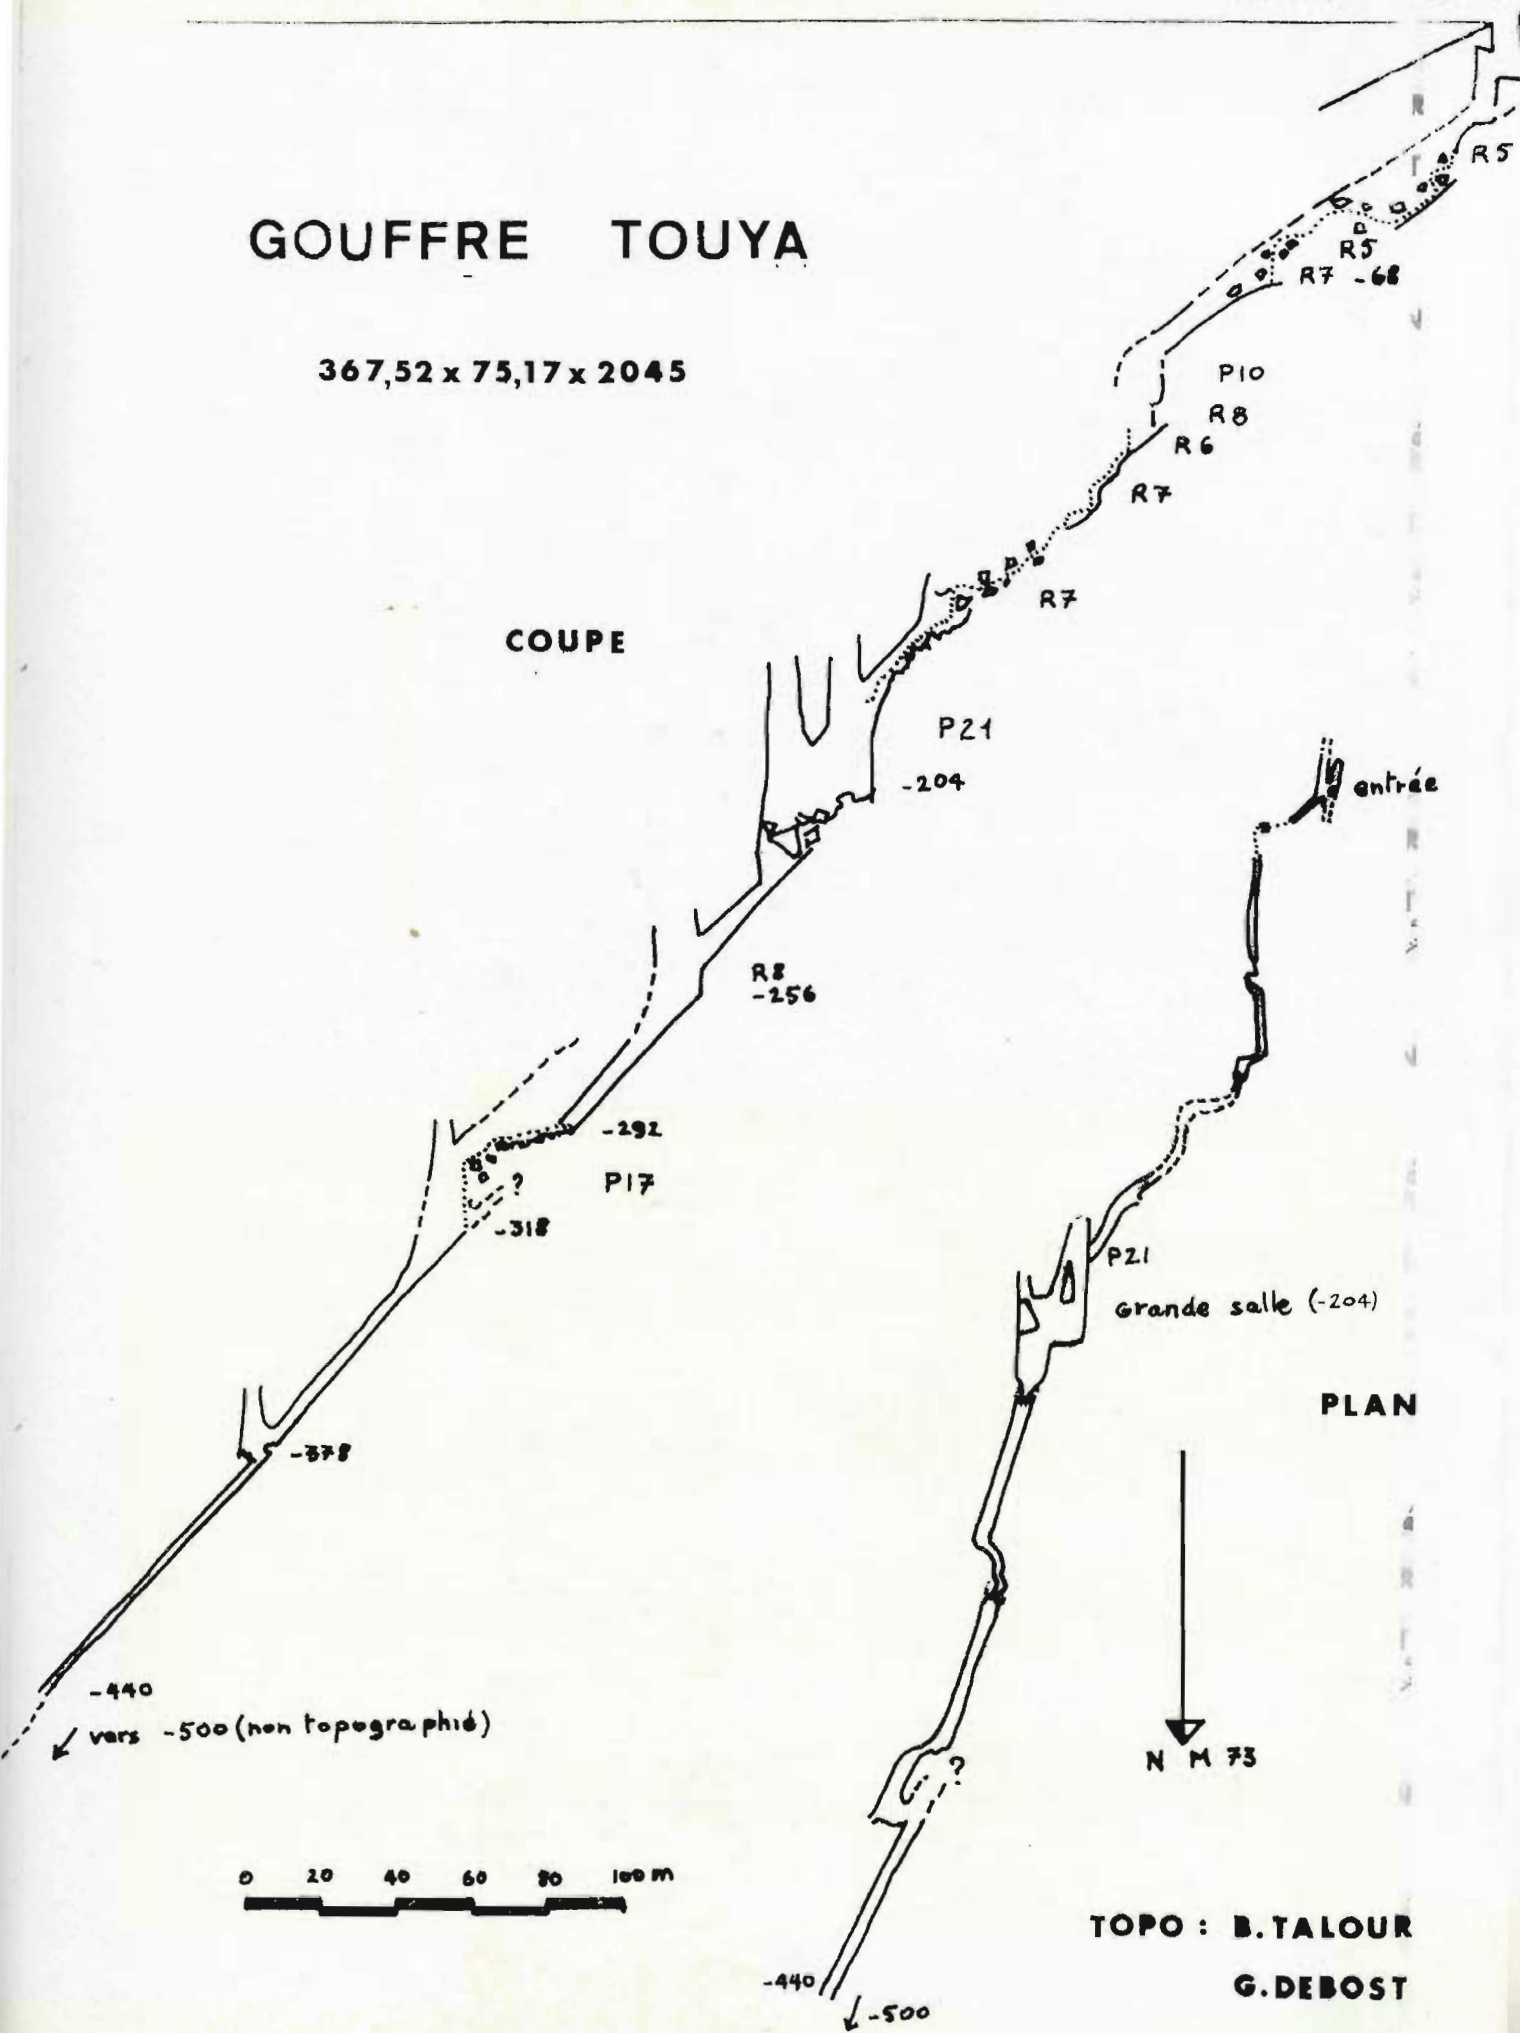 GOUFFRE TOUYA
367,52 x 75,17 x 2045
R5
R5
R7 -68
P10
R8
R6
R7
R7
COUPE
P21
-204
entrée
R8
-256
-292
P17
?
-318
P21
Grande salle (-204)
PLAN
-378
-440
vers -500 (non topographié)
N M 73
?
0 20 40 60 80 100 m
TOPO : B. TALOUR
G. DEBOST
-440
-500